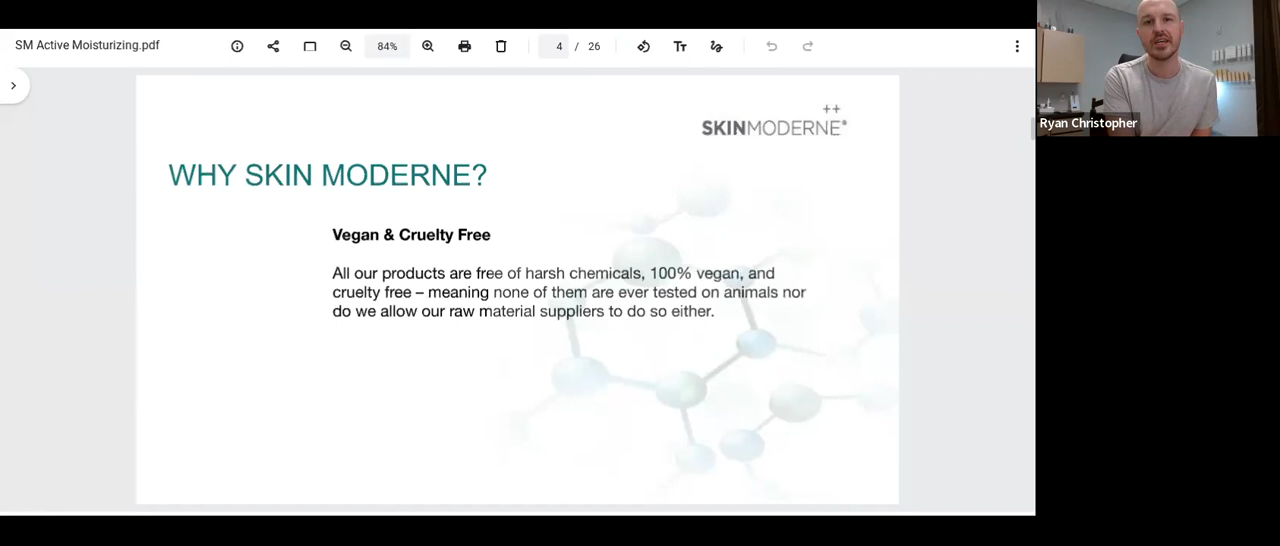 SM Active Moisturizing.pdf
84%
4 / 26
Tr
Ryan Christopher
++
SKINMODERNE®
WHY SKIN MODERNE?
Vegan & Cruelty Free
All our products are free of harsh chemicals, 100% vegan, and
cruelty free – meaning none of them are ever tested on animals nor
do we allow our raw material suppliers to do so either.